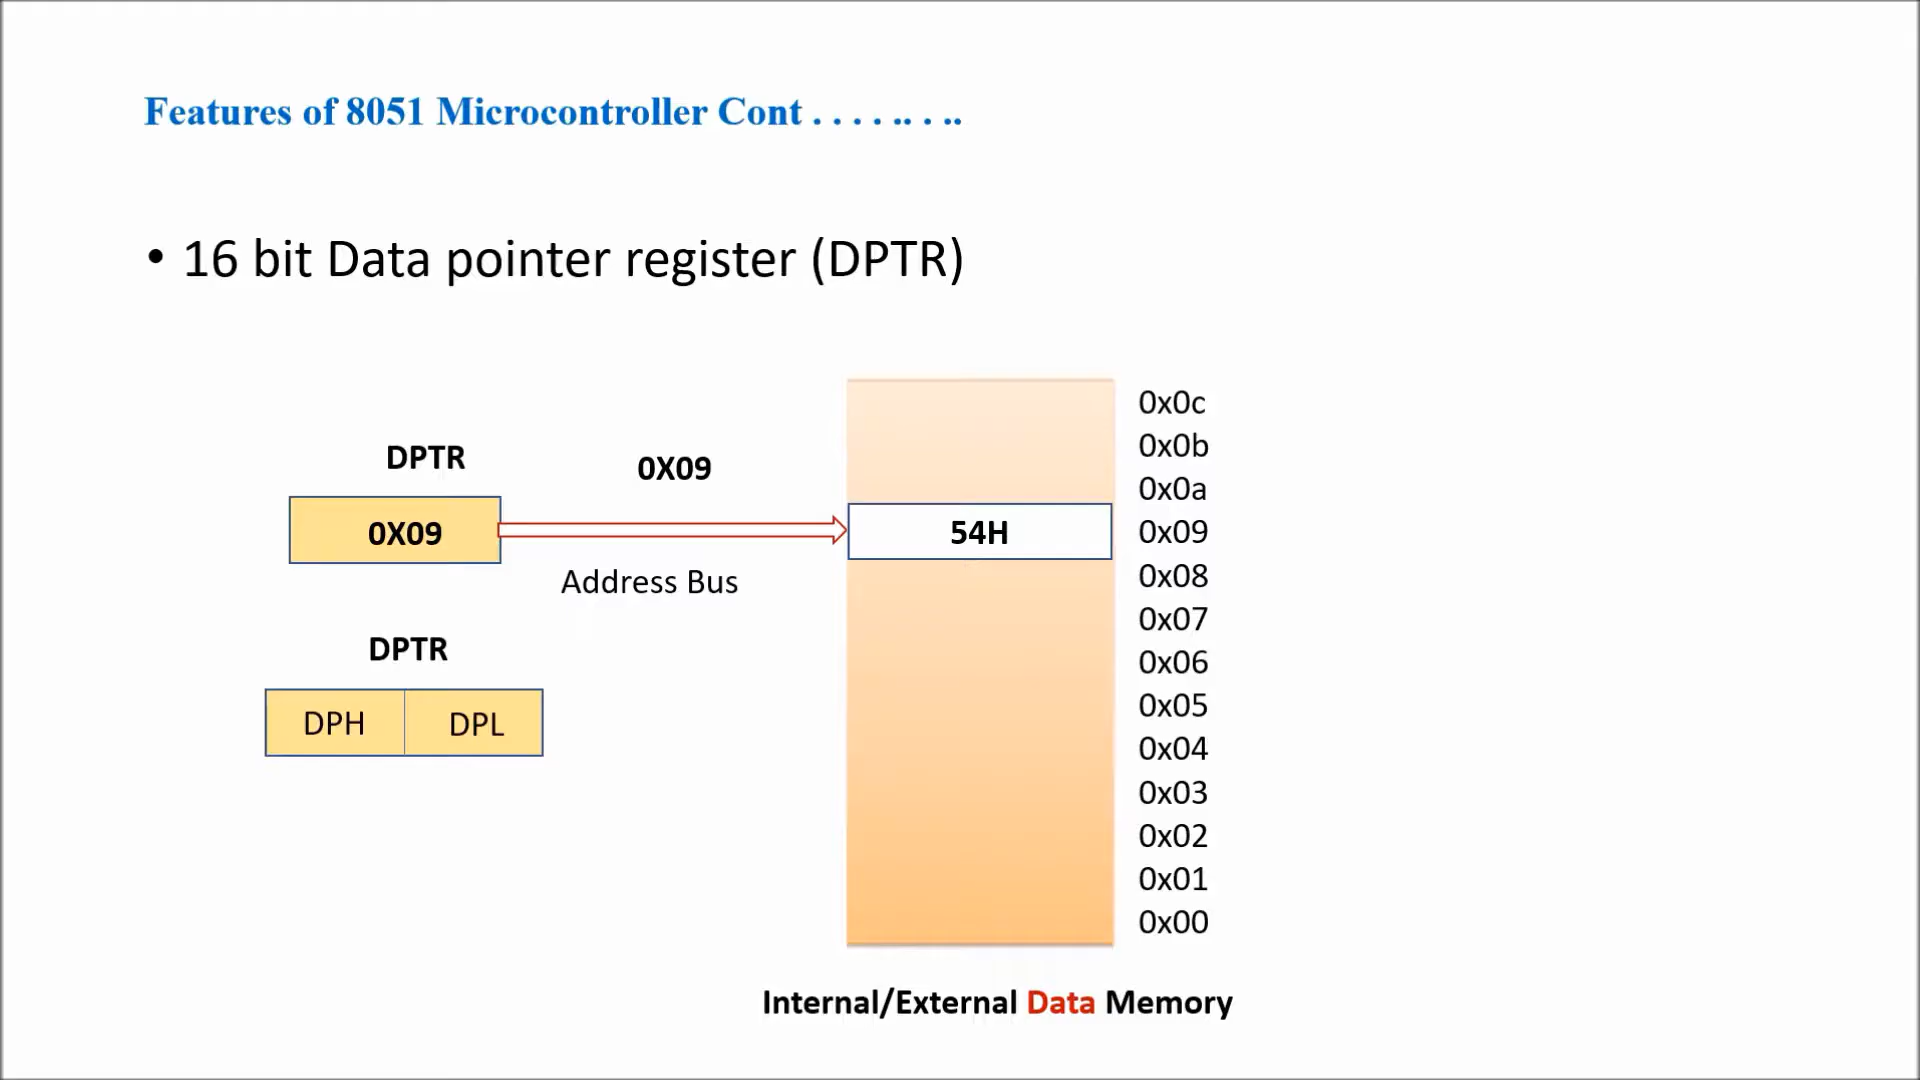 Features of 8051 Microcontroller Cont . . . . .. . ..
• 16 bit Data pointer register (DPTR)
DPTR
0X09
0X09
Address Bus
DPTR
DPH
DPL
54H
0x0c
0x0b
0x0a
0x09
0x08
0x07
0x06
0x05
0x04
0x03
0x02
0x01
0x00
Internal/External Data Memory